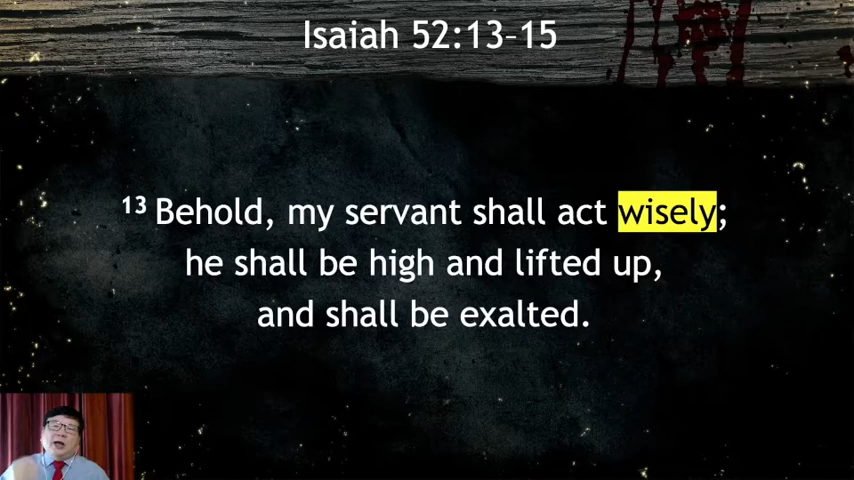 Isaiah 52:13–15
13 Behold, my servant shall act wisely;
he shall be high and lifted up,
and shall be exalted.